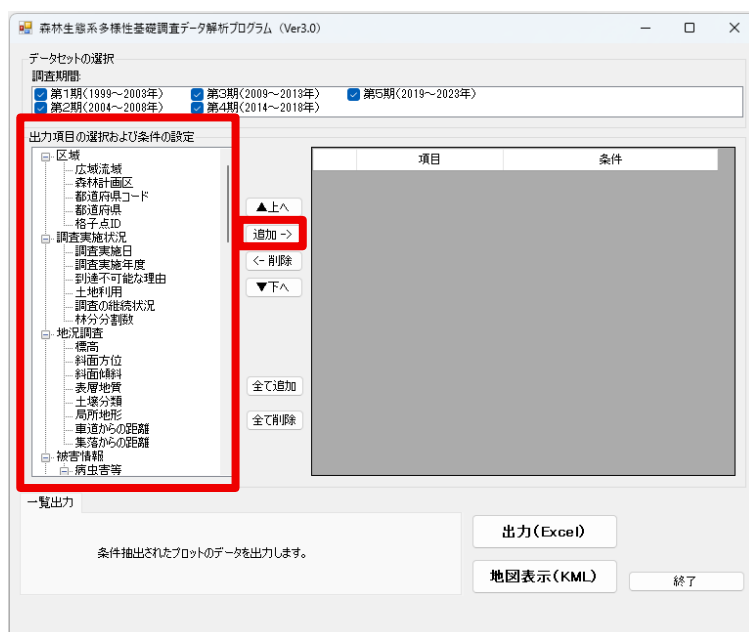 森林生態系多様性基礎調査データ解析プログラム (Ver3.0)
データセットの選択
調査期間:
第1期(1999～2003年) 第3期(2009～2013年) 第5期(2019～2023年)
第2期(2004～2008年) 第4期(2014～2018年)
出力項目の選択および条件の設定
区域
広域流域
森林計画区
都道府県コード
都道府県
格子点ID
調査実施状況
調査実施日
調査実施年度
到達不可能な理由
土地利用
調査の継続状況
林分分割数
地況調査
標高
斜面方位
斜面傾斜
表層地質
土壌分類
局所地形
車道からの距離
集落からの距離
被害情報
病虫害等
▲上へ
追加 ->
<- 削除
▼下へ
全て追加
全て削除
項目 条件
一覧出力
条件抽出されたプロットのデータを出力します。
出力(Excel)
地図表示(KML)
終了